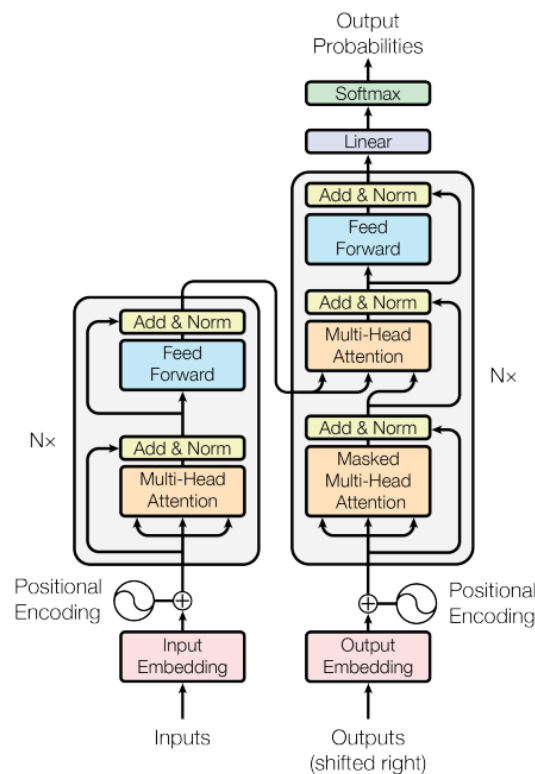 Output
Probabilities
Softmax
Linear
Add & Norm
Feed
Forward
Add & Norm
Multi-Head
Attention
Add & Norm
Masked
Multi-Head
Attention
Nx
Add & Norm
Feed
Forward
Add & Norm
Multi-Head
Attention
Nx
Positional
Encoding
Positional
Encoding
Input
Embedding
Output
Embedding
Inputs
Outputs
(shifted right)